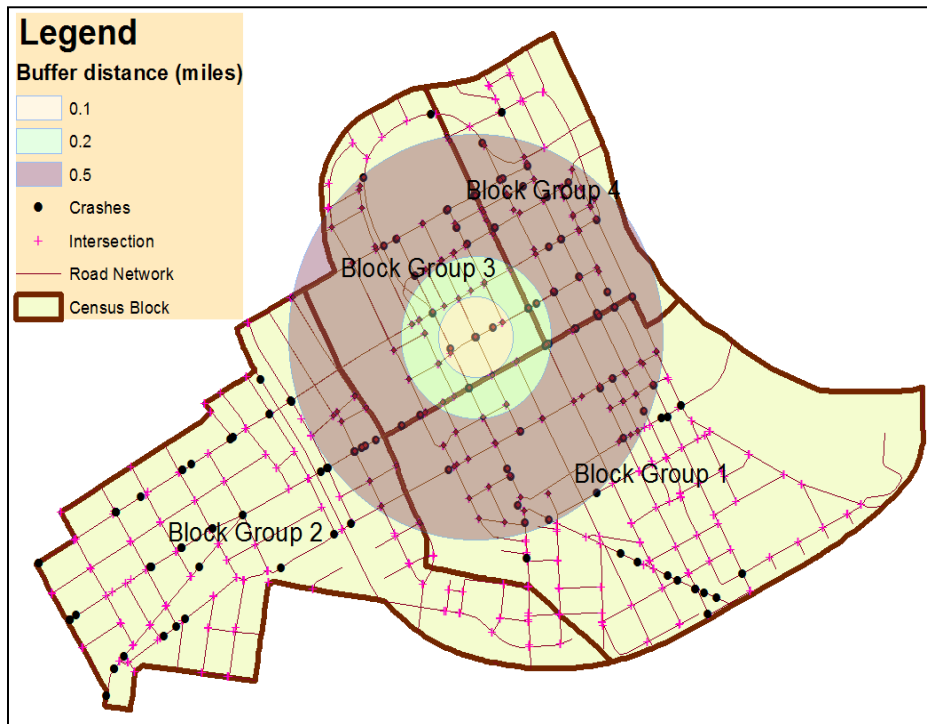 Legend
Buffer distance (miles)
0.1
0.2
0.5
Crashes
Intersection
Road Network
Census Block
Block Group 4
Block Group 3
Block Group 1
Block Group 2